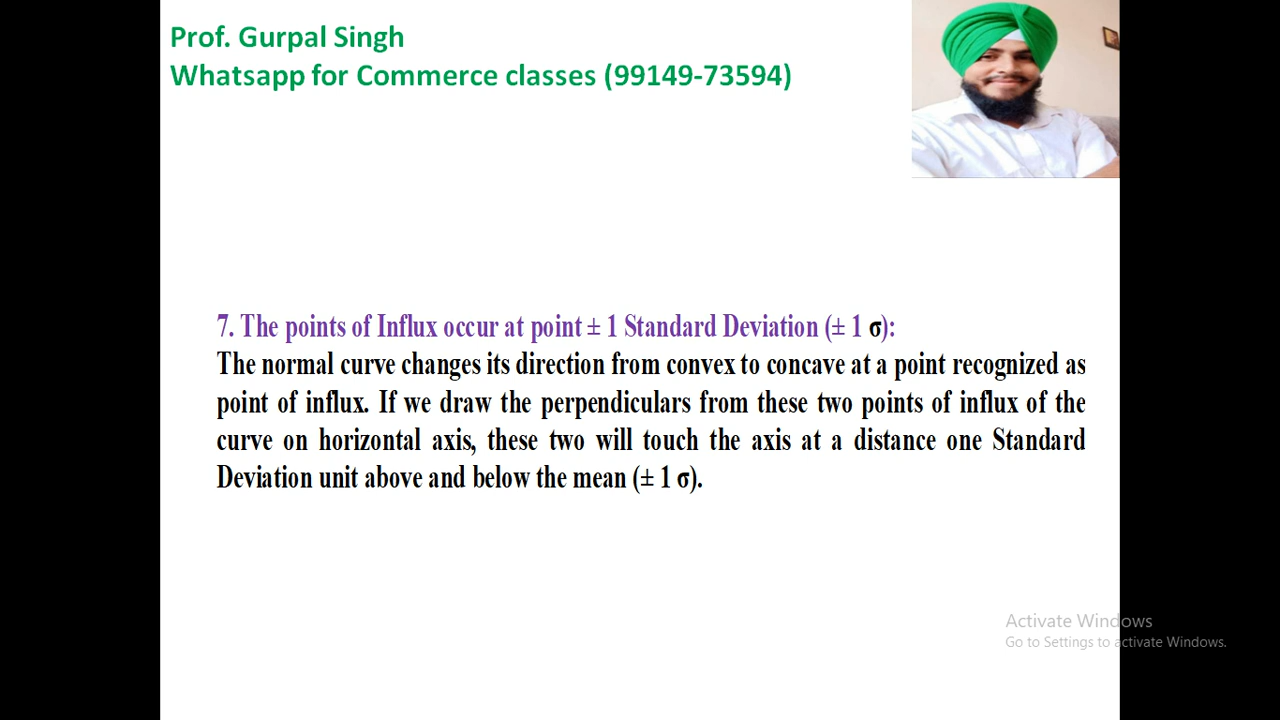 Prof. Gurpal Singh
Whatsapp for Commerce classes (99149-73594)
7. The points of Influx occur at point ± 1 Standard Deviation (± 1 σ):
The normal curve changes its direction from convex to concave at a point recognized as
point of influx. If we draw the perpendiculars from these two points of influx of the
curve on horizontal axis, these two will touch the axis at a distance one Standard
Deviation unit above and below the mean (± 1 σ).
Activate Windows
Go to Settings to activate Windows.